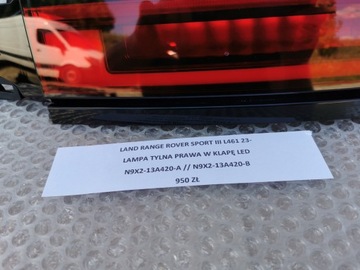 LAND RANGE ROVER SPORT III L461 23-
LAMPA TYLNA PRAWA W KLAPĘ LED
N9X2-13A420-A // N9X2-13A420-B
950 ZŁ